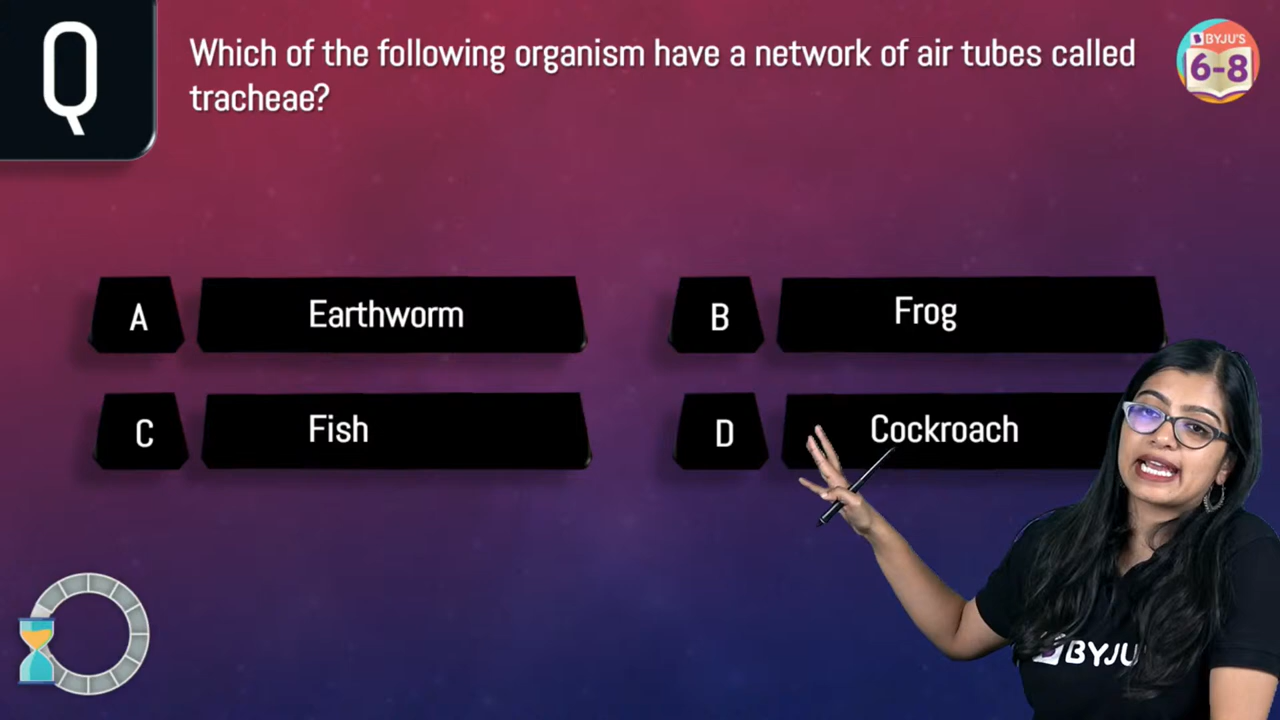 Q
Which of the following organism have a network of air tubes called
tracheae?
BYJU'S
6-8
A
Earthworm
B
Frog
C
Fish
D
Cockroach
BYJU